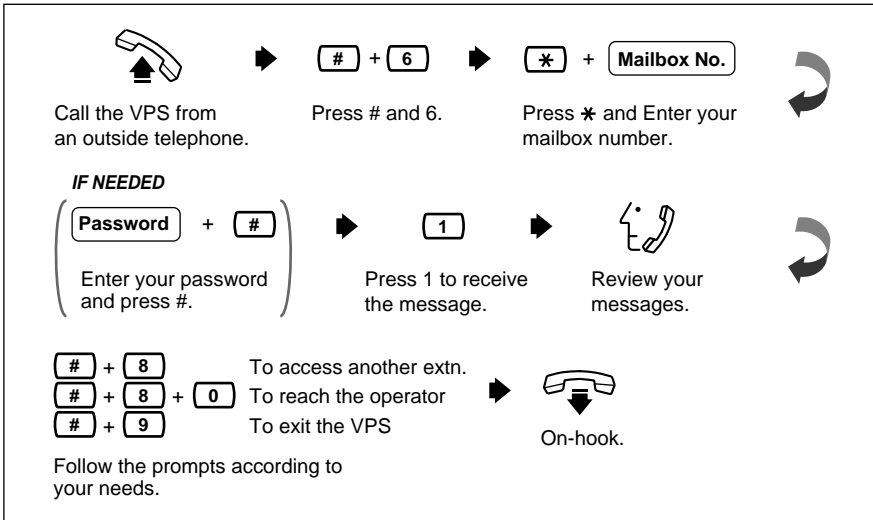 # + 6 * + Mailbox No.
Call the VPS from
an outside telephone.
Press # and 6.
Press * and Enter your
mailbox number.
IF NEEDED
Password + #
Enter your password
and press #.
1
Press 1 to receive
the message.
Review your
messages.
# + 8 To access another extn.
# + 8 + 0 To reach the operator
# + 9 To exit the VPS
On-hook.
Follow the prompts according to
your needs.